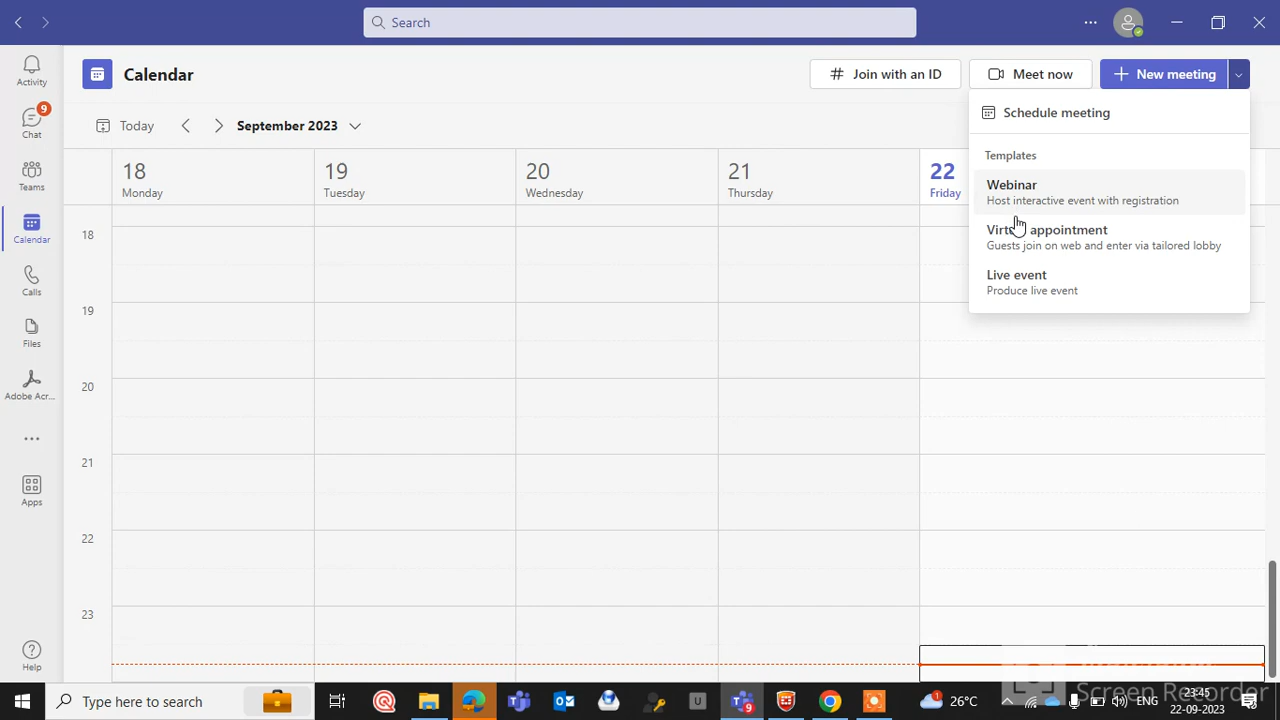 Search
Activity
Chat
9
Teams
Calendar
Calls
Files
Adobe Acr...
Apps
Help
Calendar
Join with an ID
Meet now
New meeting
Today
September 2023
Schedule meeting
Templates
Webinar
Host interactive event with registration
appointment
Guests join on web and enter via tailored lobby
Live event
Produce live event
18
Monday
19
Tuesday
20
Wednesday
21
Thursday
22
Friday
18
19
20
21
22
23
Screen Recorder
Type here to search
9
U
1
26°C
23:45
22-09-2023